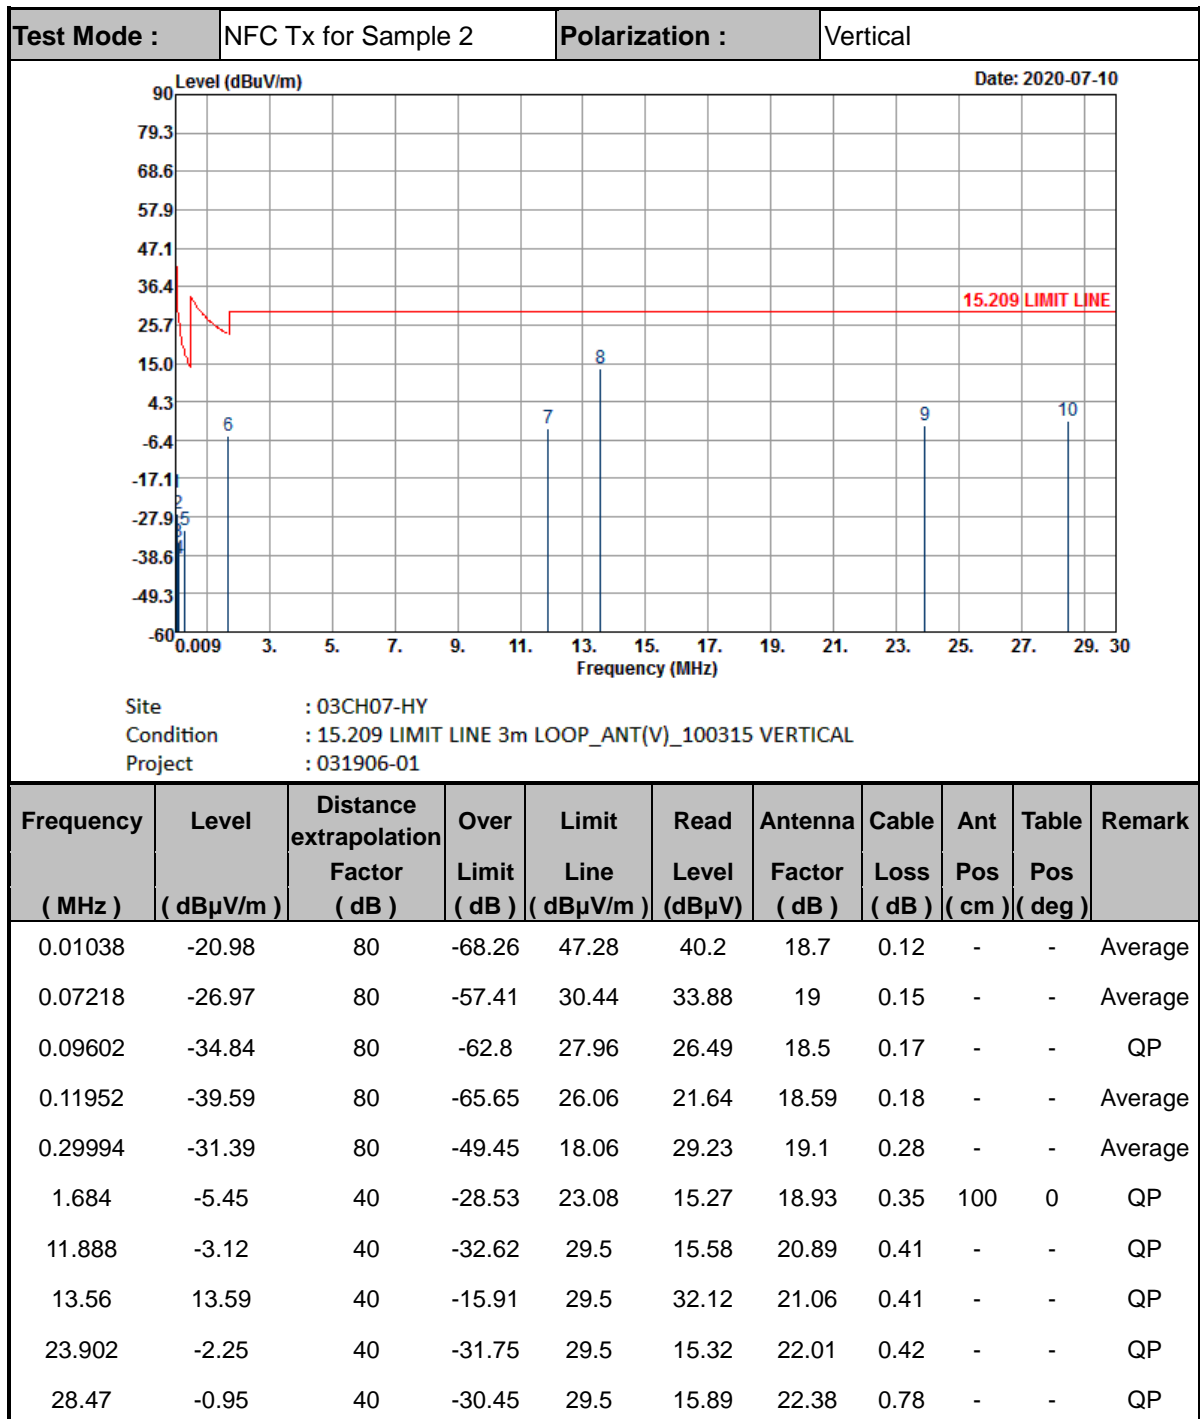 Test Mode : NFC Tx for Sample 2 Polarization : Vertical
Level (dBuV/m) Date: 2020-07-10
90
79.3
68.6
57.9
47.1
36.4
15.209 LIMIT LINE
25.7
15.0
8
4.3
6 7 9 10
-6.4
-17.1 1
2
-27.9 5
3
-38.6 4
-49.3
-60
0.009 3. 5. 7. 9. 11. 13. 15. 17. 19. 21. 23. 25. 27. 29. 30
Frequency (MHz)
Site : 03CH07-HY
Condition : 15.209 LIMIT LINE 3m LOOP_ANT(V)_100315 VERTICAL
Project : 031906-01
Frequency Level Distance extrapolation Over Limit Read Antenna Cable Ant Table Remark
Factor Limit Line Level Factor Loss Pos Pos
( MHz ) ( dBµV/m ) ( dB ) ( dB ) ( dBµV/m ) (dBµV) ( dB ) ( dB ) ( cm ) ( deg )
0.01038 -20.98 80 -68.26 47.28 40.2 18.7 0.12 - - Average
0.07218 -26.97 80 -57.41 30.44 33.88 19 0.15 - - Average
0.09602 -34.84 80 -62.8 27.96 26.49 18.5 0.17 - - QP
0.11952 -39.59 80 -65.65 26.06 21.64 18.59 0.18 - - Average
0.29994 -31.39 80 -49.45 18.06 29.23 19.1 0.28 - - Average
1.684 -5.45 40 -28.53 23.08 15.27 18.93 0.35 100 0 QP
11.888 -3.12 40 -32.62 29.5 15.58 20.89 0.41 - - QP
13.56 13.59 40 -15.91 29.5 32.12 21.06 0.41 - - QP
23.902 -2.25 40 -31.75 29.5 15.32 22.01 0.42 - - QP
28.47 -0.95 40 -30.45 29.5 15.89 22.38 0.78 - - QP